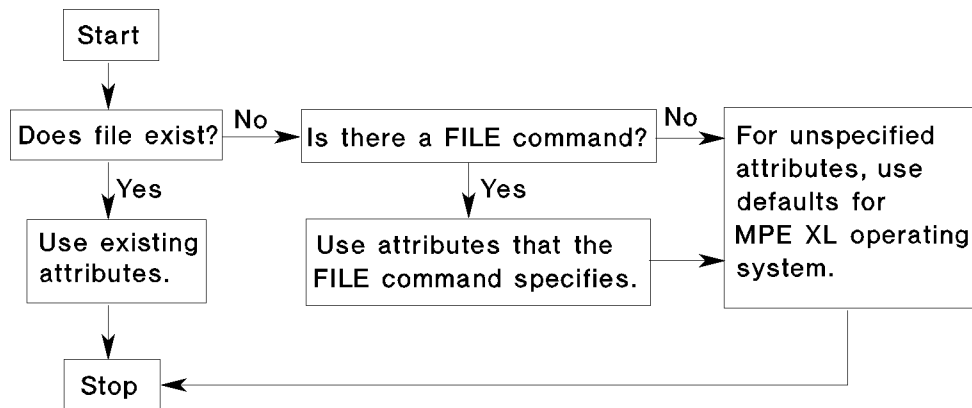 Start
Does file exist?
No
Is there a FILE command?
No
For unspecified
attributes, use
defaults for
MPE XL operating
system.
Yes
Yes
Use existing
attributes.
Use attributes that the
FILE command specifies.
Stop